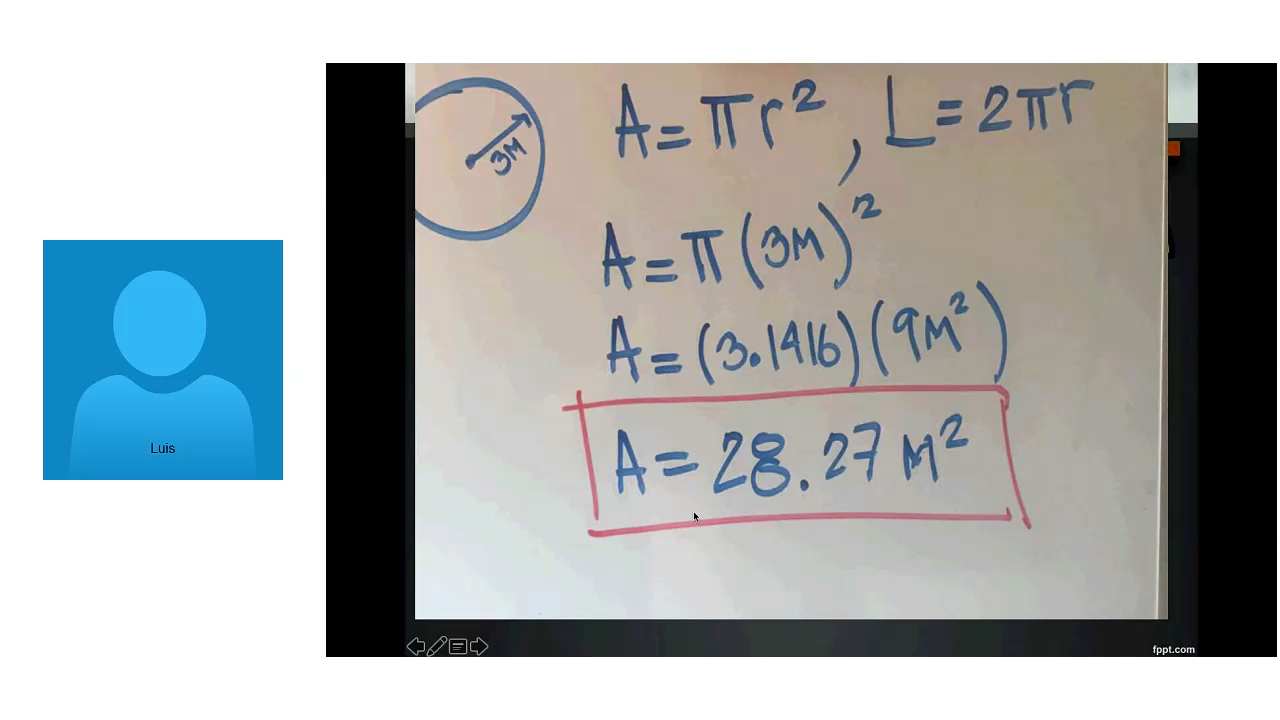 A = πr² , L = 2πr
3M
A = π(3M)²
A = (3.1416)(9M²)
A = 28.27 M²
Luis
fppt.com